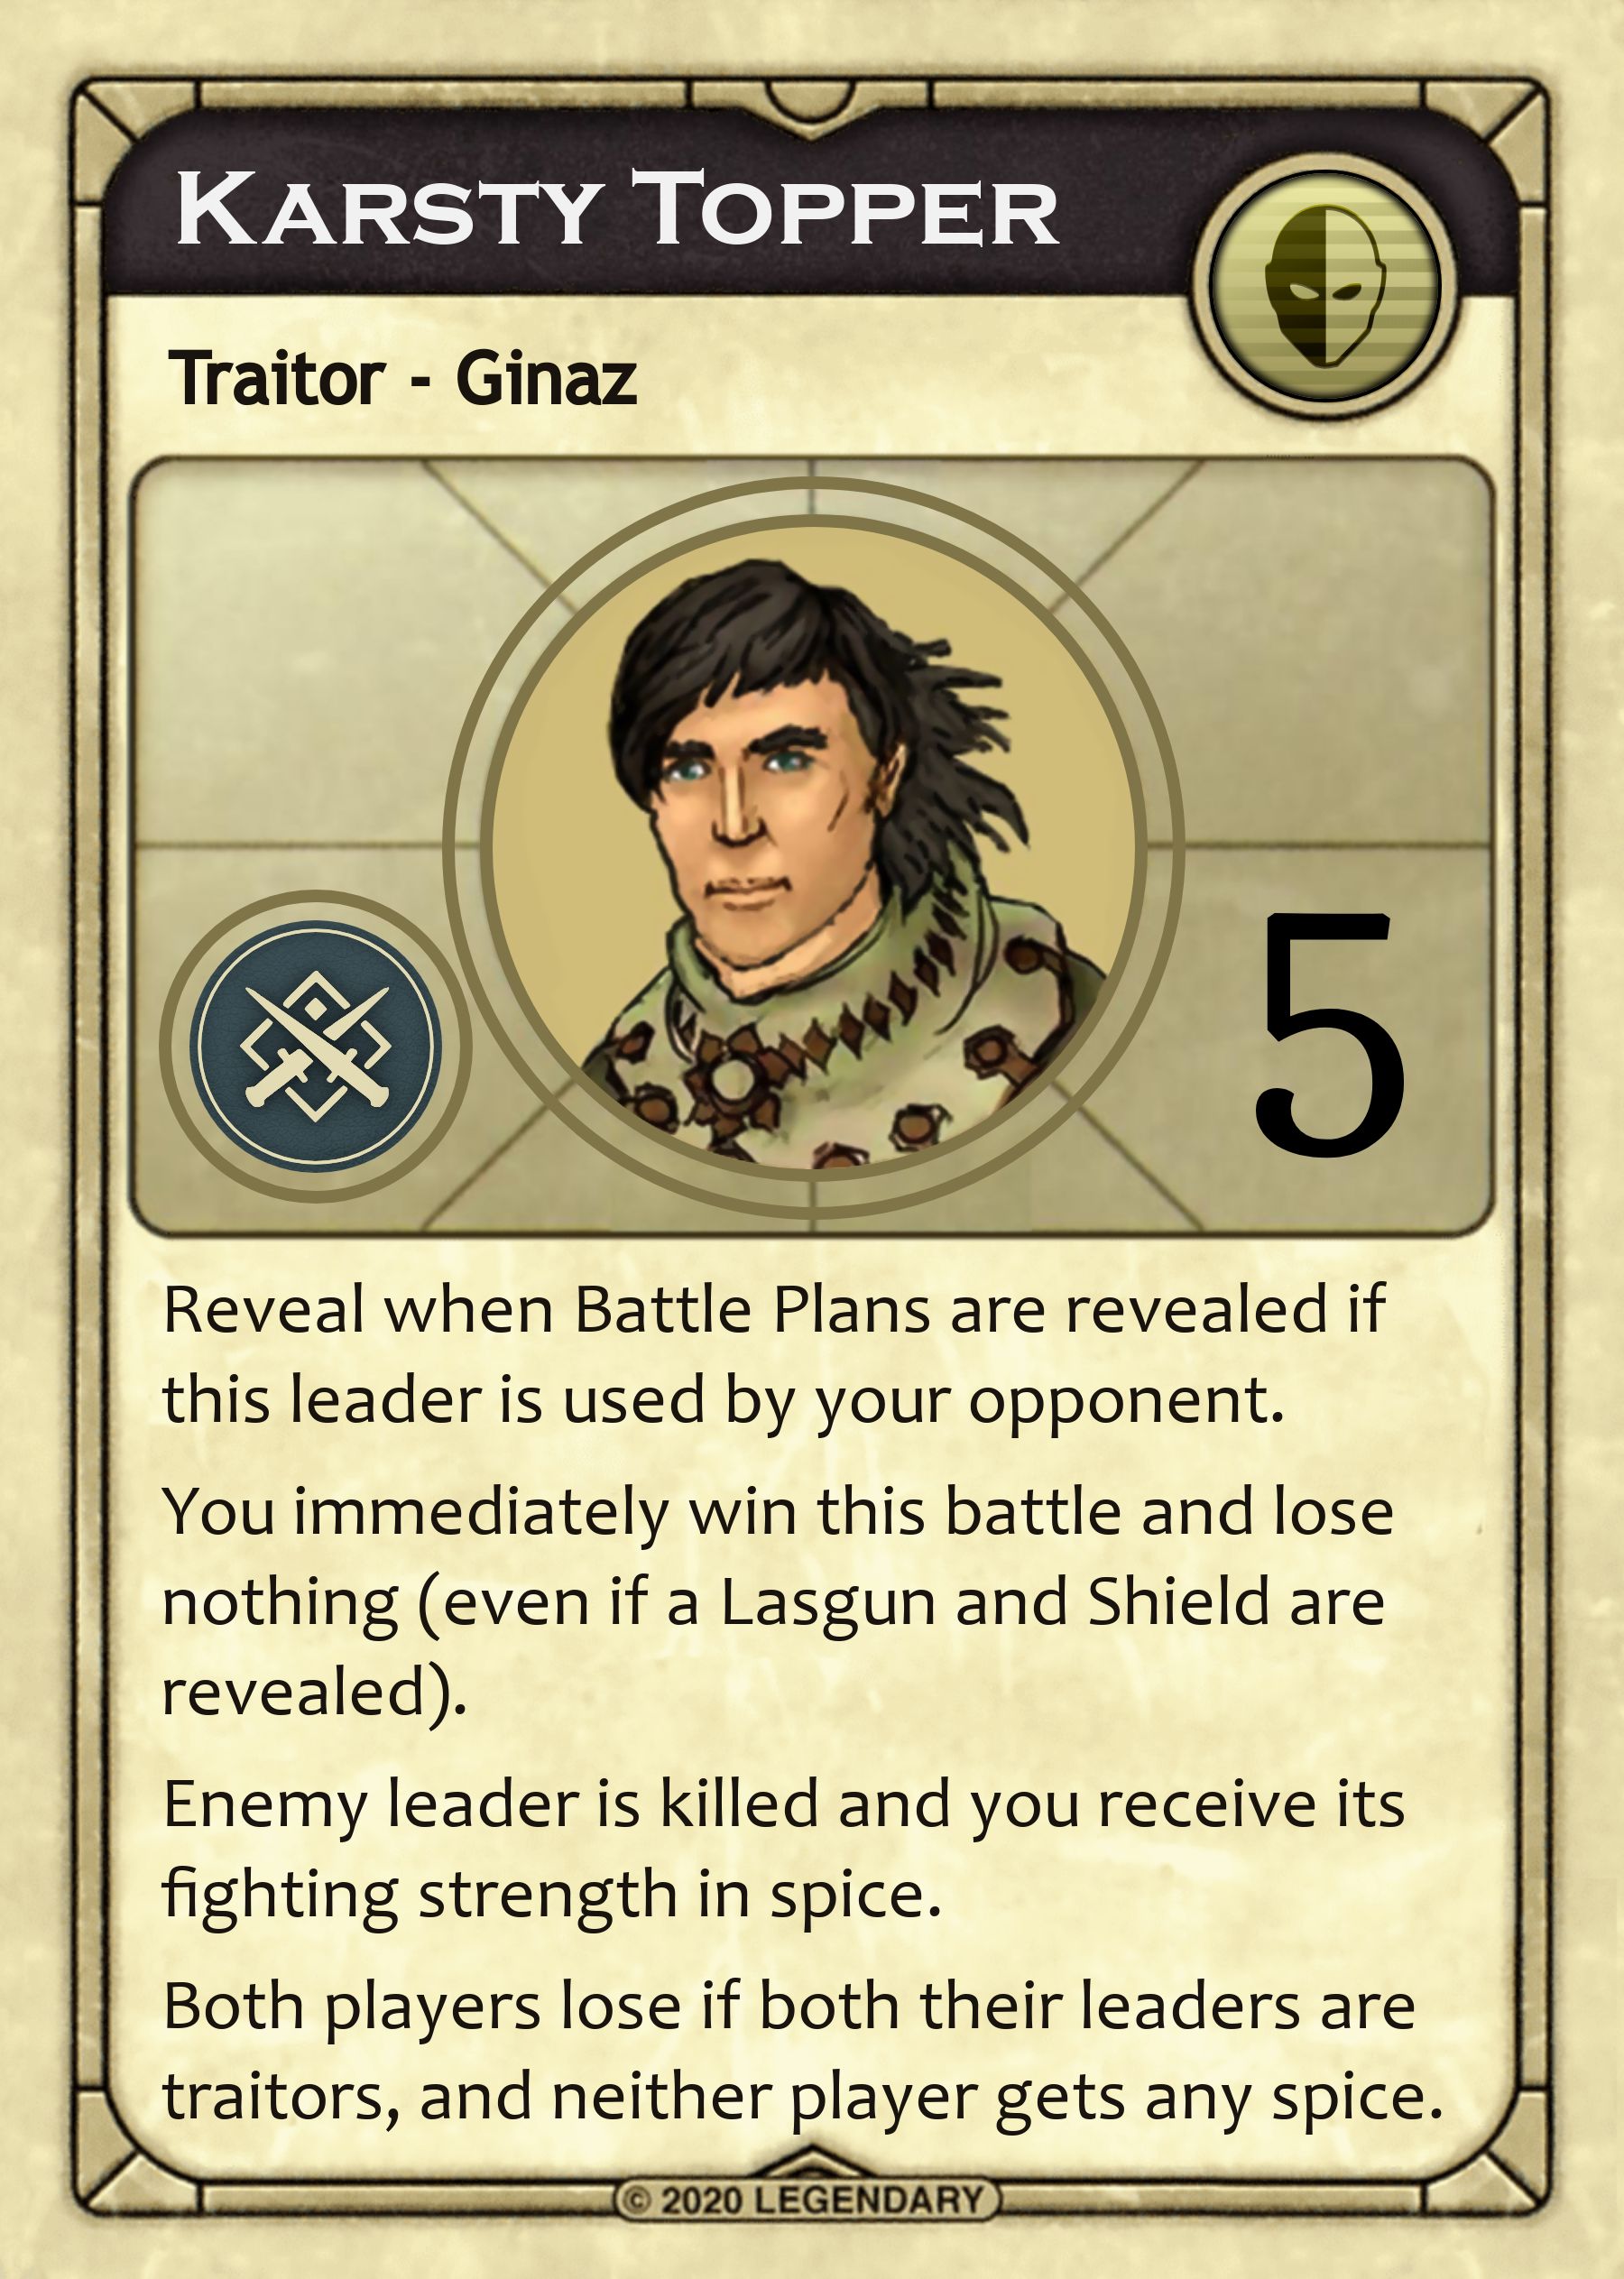 Karsty Topper
Traitor - Ginaz
5
Reveal when Battle Plans are revealed if
this leader is used by your opponent.
You immediately win this battle and lose
nothing (even if a Lasgun and Shield are
revealed).
Enemy leader is killed and you receive its
fighting strength in spice.
Both players lose if both their leaders are
traitors, and neither player gets any spice.
© 2020 LEGENDARY